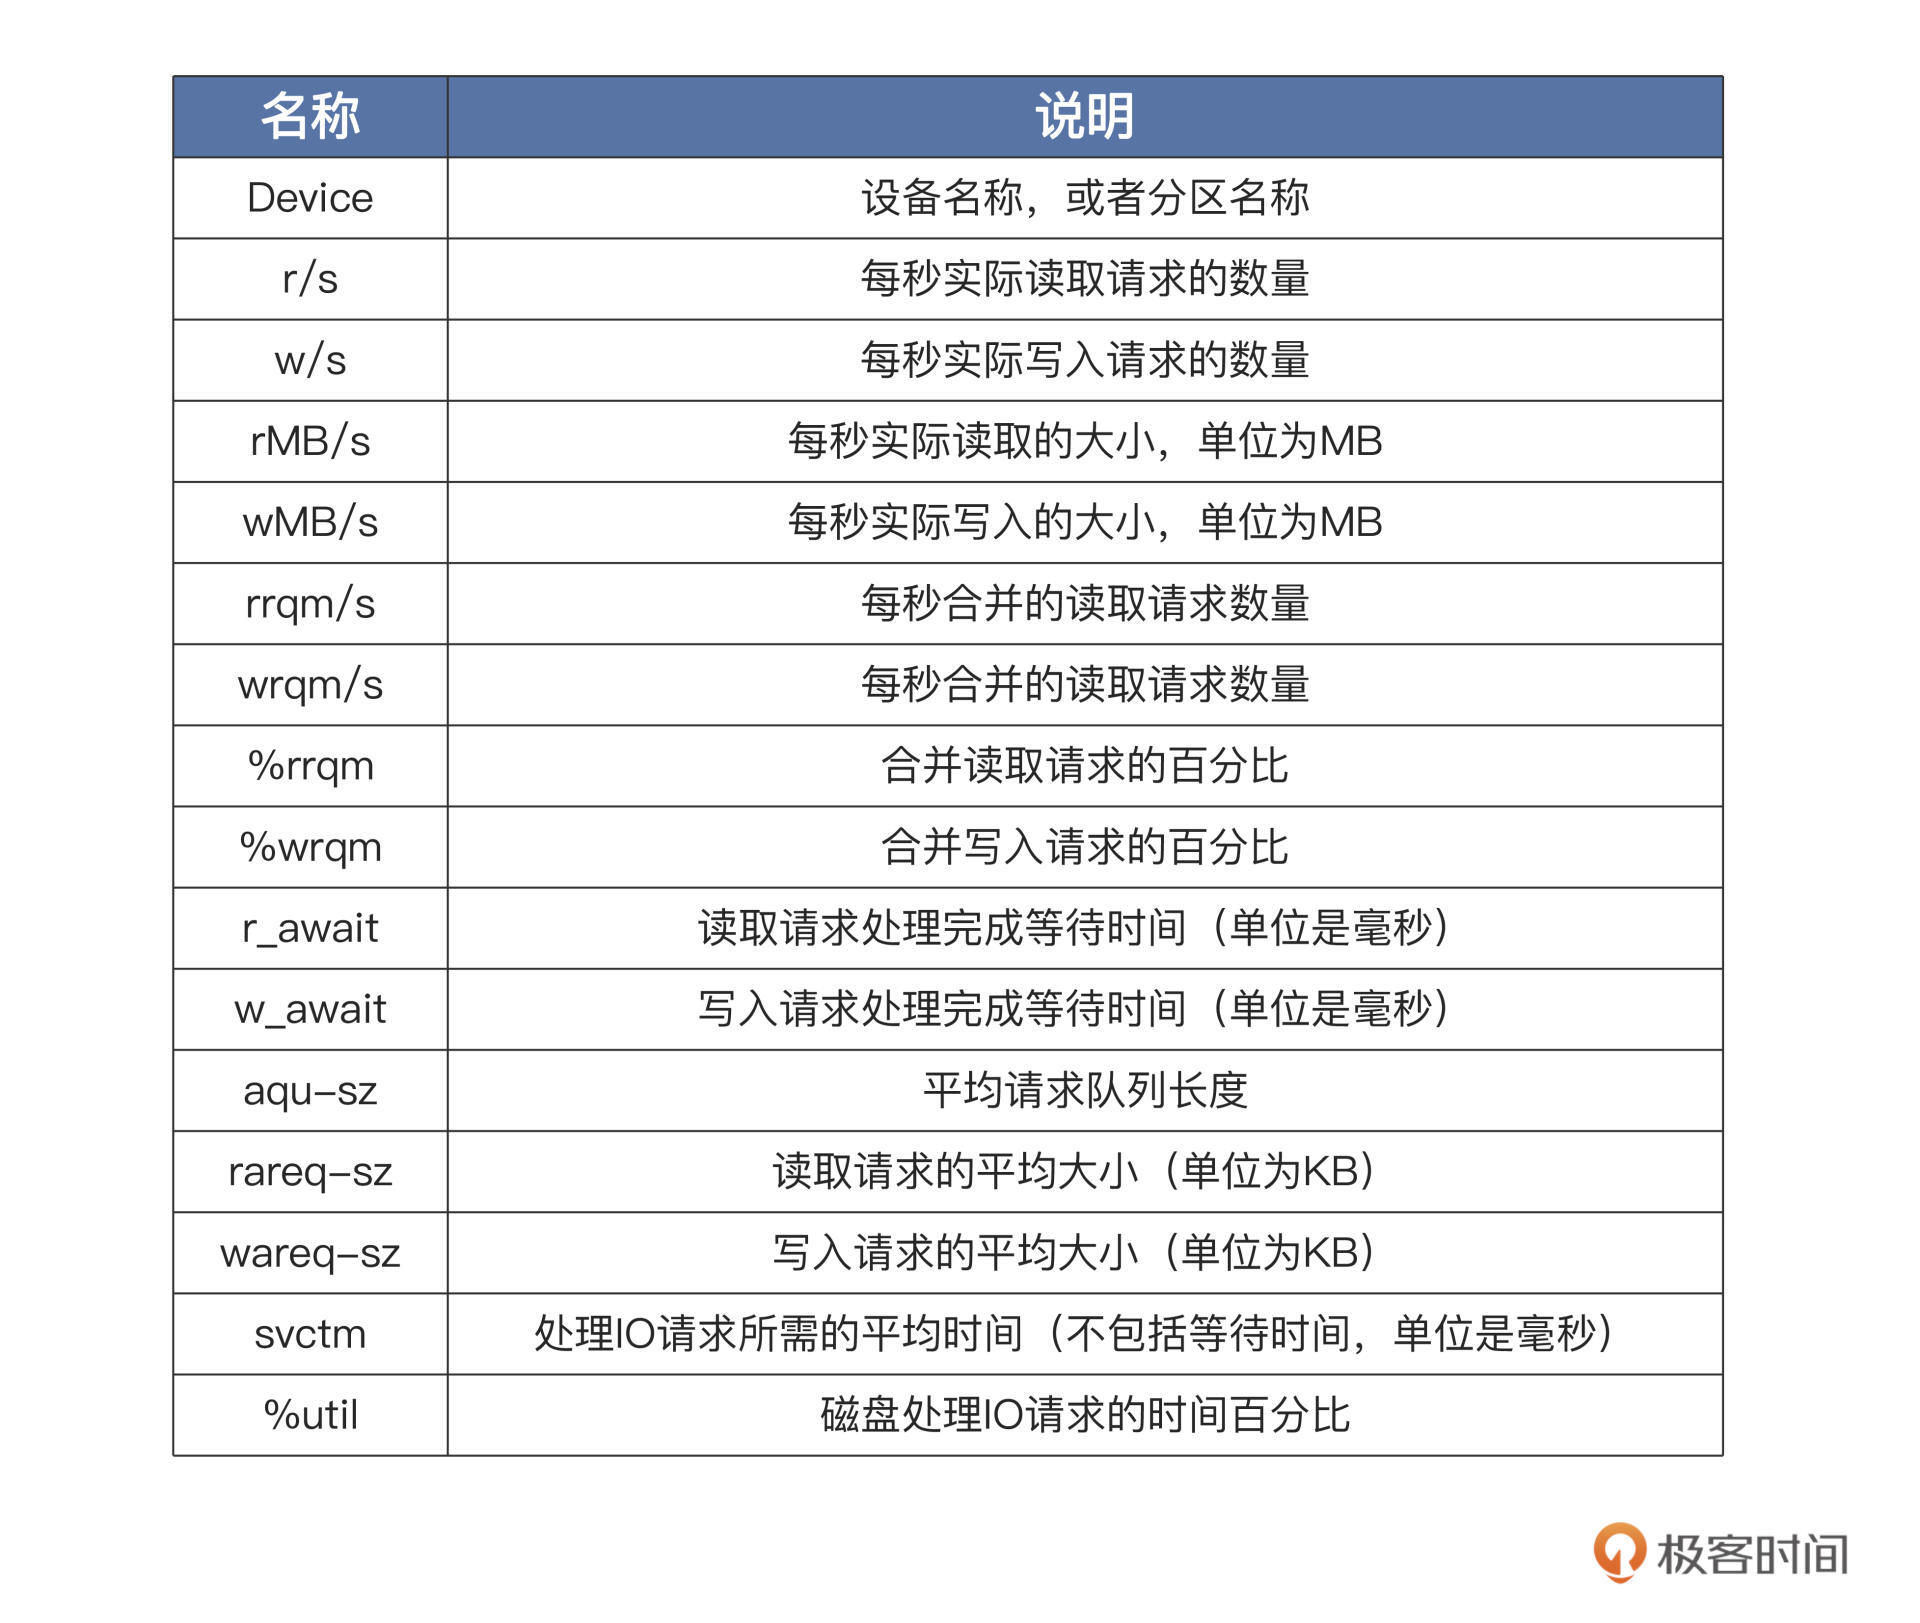 名称 说明
Device 设备名称，或者分区名称
r/s 每秒实际读取请求的数量
w/s 每秒实际写入请求的数量
rMB/s 每秒实际读取的大小，单位为MB
wMB/s 每秒实际写入的大小，单位为MB
rrqm/s 每秒合并的读取请求数量
wrqm/s 每秒合并的读取请求数量
%rrqm 合并读取请求的百分比
%wrqm 合并写入请求的百分比
r_await 读取请求处理完成等待时间（单位是毫秒）
w_await 写入请求处理完成等待时间（单位是毫秒）
aqu-sz 平均请求队列长度
rareq-sz 读取请求的平均大小（单位为KB）
wareq-sz 写入请求的平均大小（单位为KB）
svctm 处理IO请求所需的平均时间（不包括等待时间，单位是毫秒）
%util 磁盘处理IO请求的时间百分比
极客时间